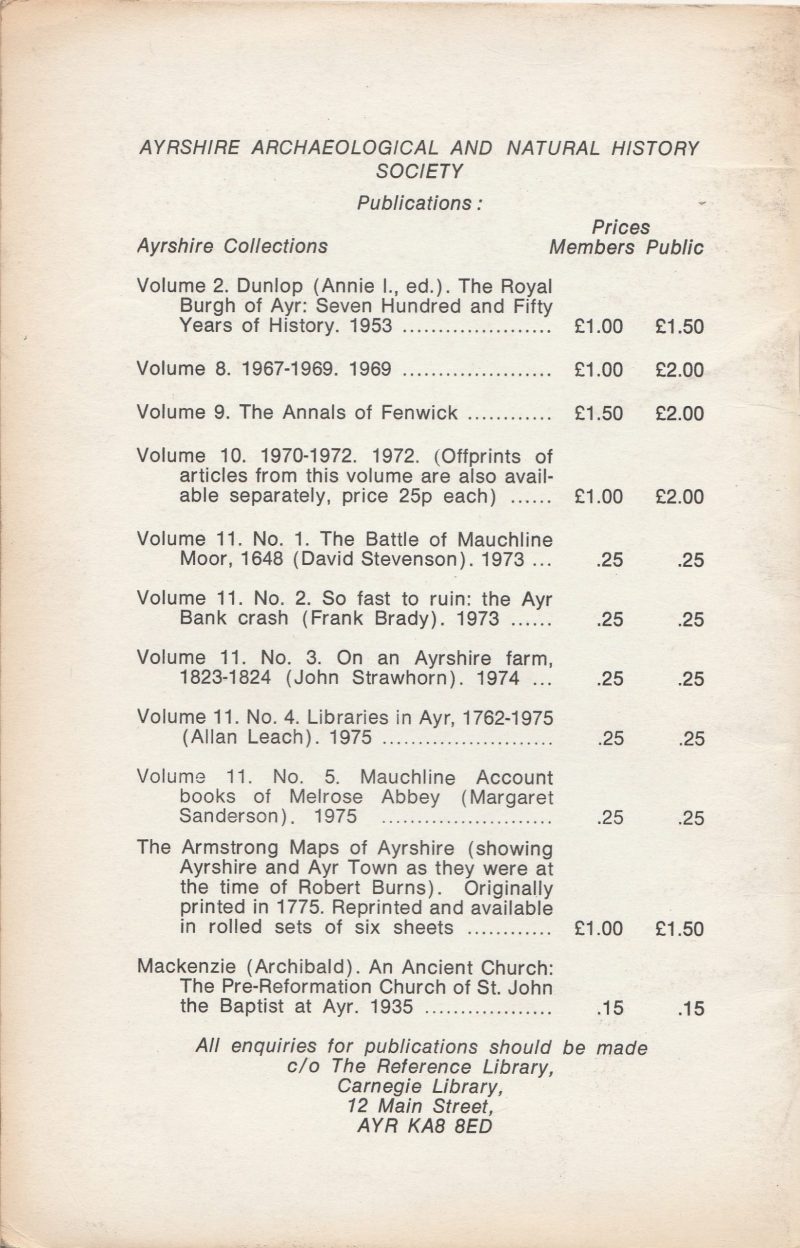 AYRSHIRE ARCHAEOLOGICAL AND NATURAL HISTORY
SOCIETY
Publications :
Prices
Ayrshire Collections Members Public
Volume 2. Dunlop (Annie I., ed.). The Royal
Burgh of Ayr: Seven Hundred and Fifty
Years of History. 1953 ..................... £1.00 £1.50
Volume 8. 1967-1969. 1969 ..................... £1.00 £2.00
Volume 9. The Annals of Fenwick ............ £1.50 £2.00
Volume 10. 1970-1972. 1972. (Offprints of
articles from this volume are also avail-
able separately, price 25p each) ...... £1.00 £2.00
Volume 11. No. 1. The Battle of Mauchline
Moor, 1648 (David Stevenson). 1973 ... .25 .25
Volume 11. No. 2. So fast to ruin: the Ayr
Bank crash (Frank Brady). 1973 ...... .25 .25
Volume 11. No. 3. On an Ayrshire farm,
1823-1824 (John Strawhorn). 1974 ... .25 .25
Volume 11. No. 4. Libraries in Ayr, 1762-1975
(Allan Leach). 1975 ........................ .25 .25
Volume 11. No. 5. Mauchline Account
books of Melrose Abbey (Margaret
Sanderson). 1975 ........................ .25 .25
The Armstrong Maps of Ayrshire (showing
Ayrshire and Ayr Town as they were at
the time of Robert Burns). Originally
printed in 1775. Reprinted and available
in rolled sets of six sheets ............ £1.00 £1.50
Mackenzie (Archibald). An Ancient Church:
The Pre-Reformation Church of St. John
the Baptist at Ayr. 1935 .................. .15 .15
All enquiries for publications should be made
c/o The Reference Library,
Carnegie Library,
12 Main Street,
AYR KA8 8ED